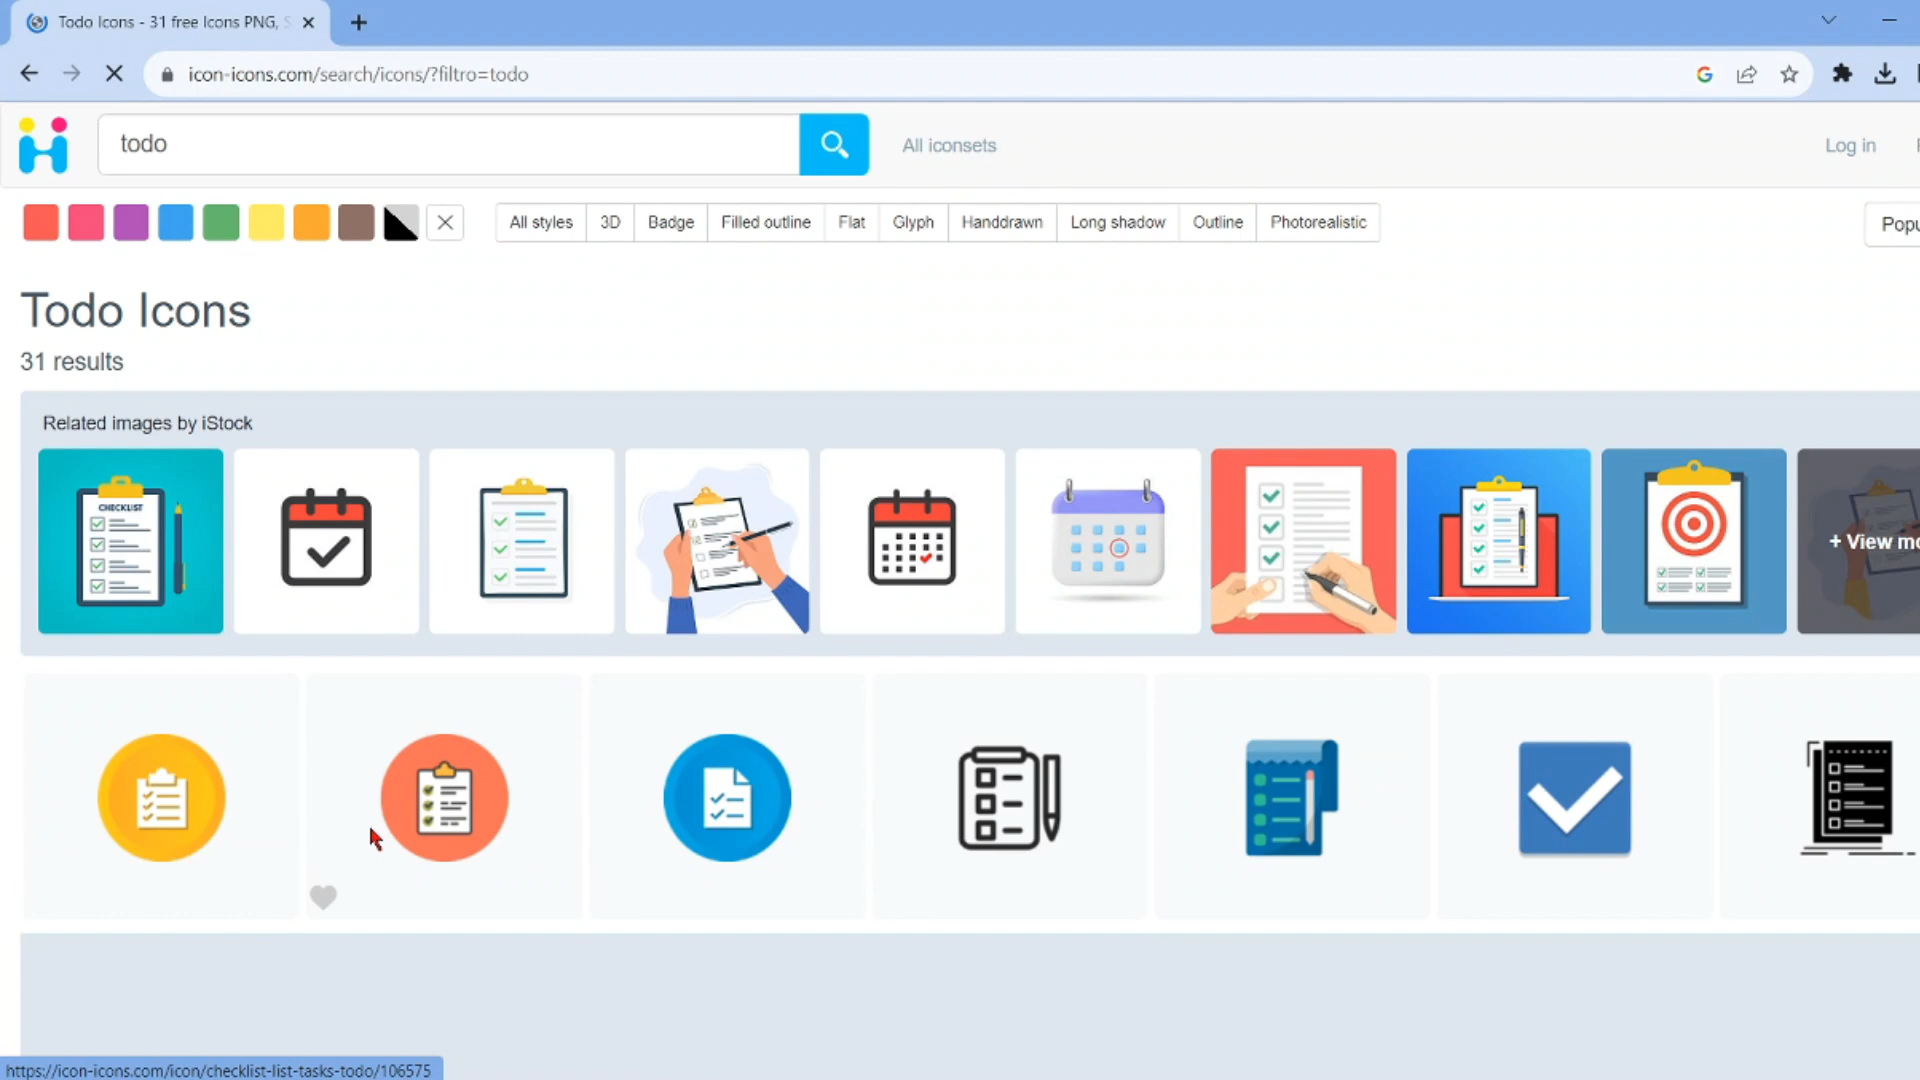 Todo Icons - 31 free Icons PNG,
icon-icons.com/search/icons/?filtro=todo
todo
All iconsets
Log in
All styles
3D
Badge
Filled outline
Flat
Glyph
Handdrawn
Long shadow
Outline
Photorealistic
Popu
Todo Icons
31 results
Related images by iStock
CHECKLIST
+ View mo
https://icon-icons.com/icon/checklist-list-tasks-todo/106575